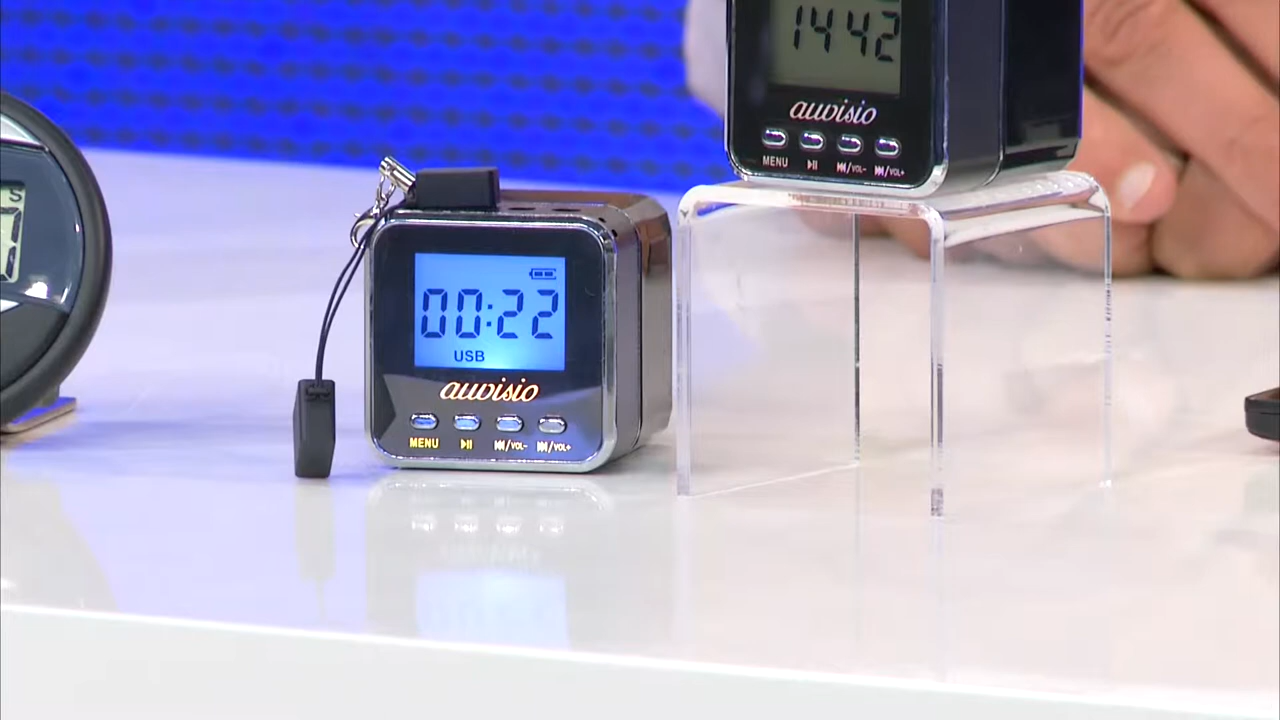 1442
auvisio
MENU ⏯ ⏮/VOL- ⏭/VOL+
S
00:22
USB
auvisio
MENU ⏯ ⏮/VOL- ⏭/VOL+